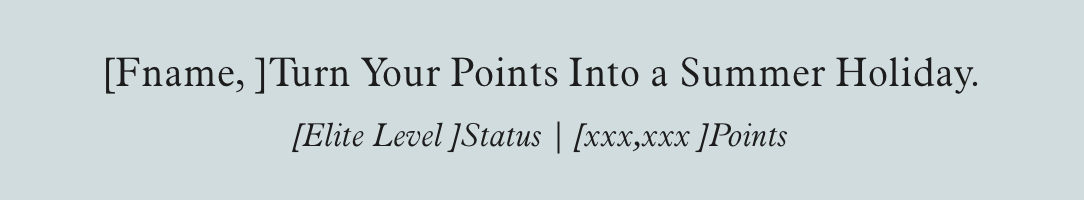 [Fname, ]Turn Your Points Into a Summer Holiday.
[Elite Level ]Status | [xxx,xxx ]Points